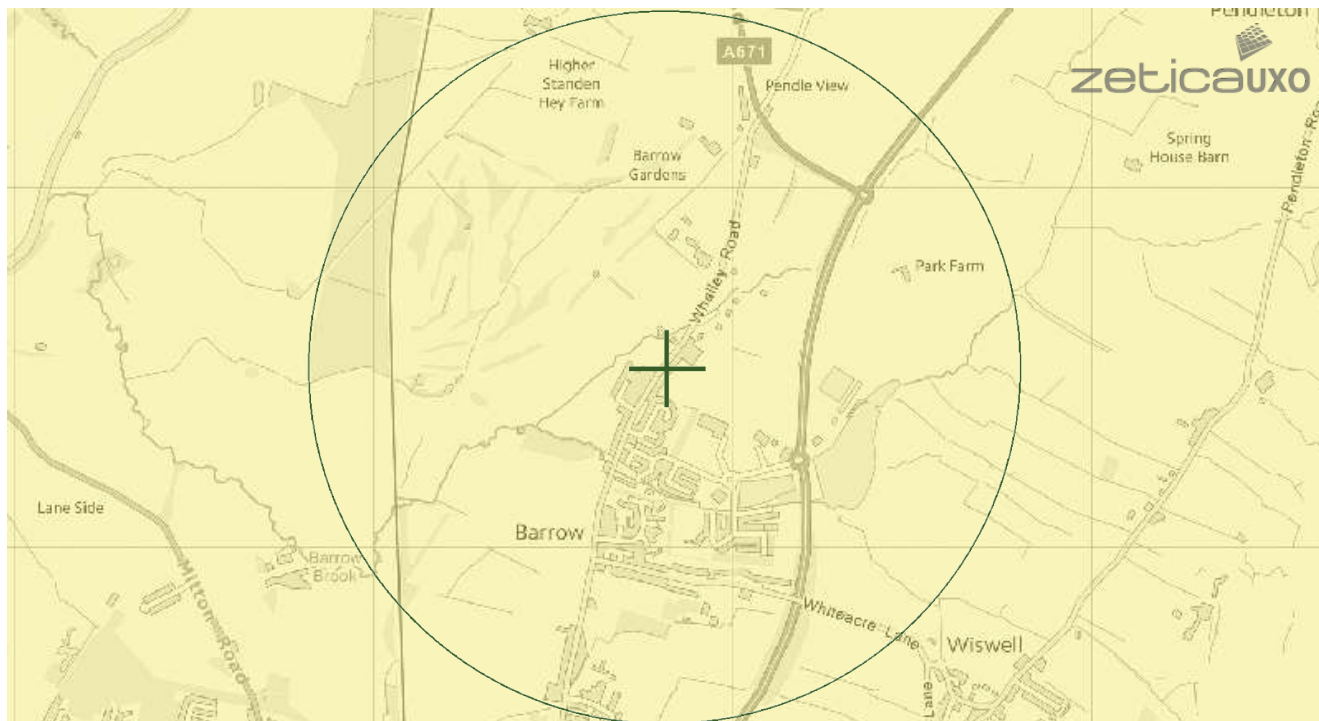 Pendleton
A671
zeticauxo
Higher
Standen
Hey Farm
Pendle View
Spring
House Barn
Barrow
Gardens
Pendleton Ro
Whalley Road
Park Farm
Lane Side
Barrow
Barrow
Brook
Mitton Road
Whiteacre Lane
Wiswell
Lane